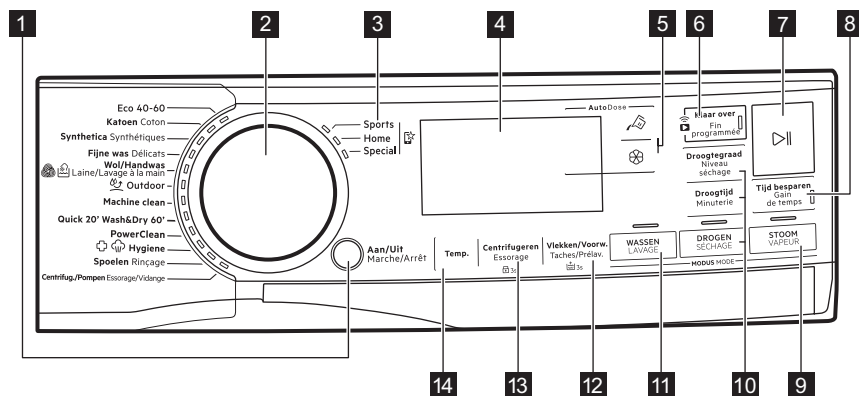 1
2
3
4
5
6
7
8
Eco 40-60
Katoen Coton
Synthetica Synthétiques
Fijne was Délicats
Wol/Handwas
Laine/Lavage à la main
Outdoor
Machine clean
Quick 20' Wash&Dry 60'
PowerClean
Hygiene
Spoelen Rinçage
Centrifug./Pompen Essorage/Vidange
Sports
Home
Special
Aan/Uit
Marche/Arrêt
AutoDose
Temp.
Centrifugeren
Essorage
3s
Vlekken/Voorw.
Taches/Prélav.
3s
Klaar over
Fin
programmée
Droogtegraad
Niveau
séchage
Droogtijd
Minuterie
Tijd besparen
Gain
de temps
WASSEN
LAVAGE
DROGEN
SÉCHAGE
STOOM
VAPEUR
MODUS MODE
14
13
12
11
10
9